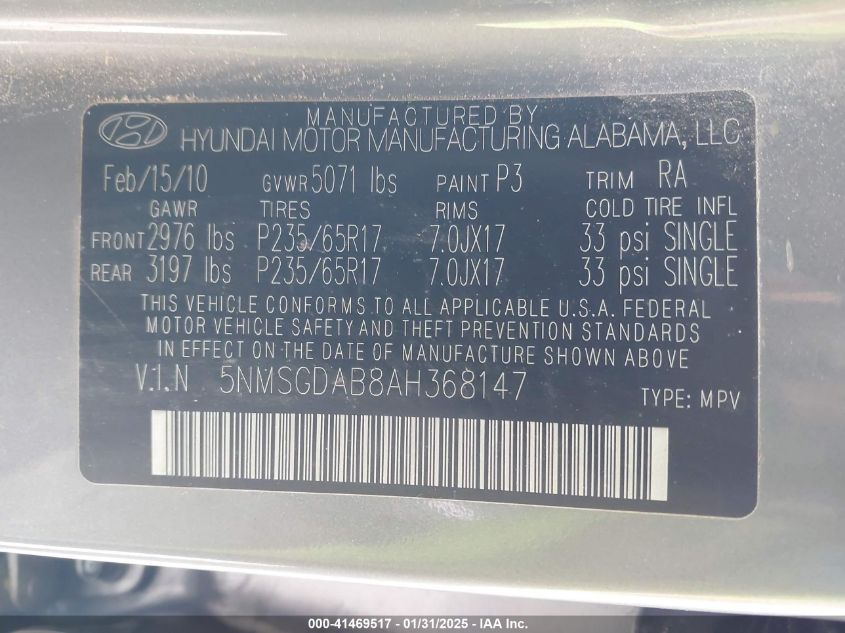 MANUFACTURED BY
HYUNDAI MOTOR MANUFACTURING ALABAMA, LLC
Feb/15/10 GVWR 5071 lbs PAINT P3 TRIM RA
GAWR TIRES RIMS COLD TIRE INFL
FRONT 2976 lbs P235/65R17 7.0JX17 33 psi SINGLE
REAR 3197 lbs P235/65R17 7.0JX17 33 psi SINGLE
THIS VEHICLE CONFORMS TO ALL APPLICABLE U.S.A. FEDERAL
MOTOR VEHICLE SAFETY AND THEFT PREVENTION STANDARDS
IN EFFECT ON THE DATE OF MANUFACTURE SHOWN ABOVE
V.I.N 5NMSGDAB8AH368147 TYPE: MPV
000-41469517 - 01/31/2025 - IAA Inc.